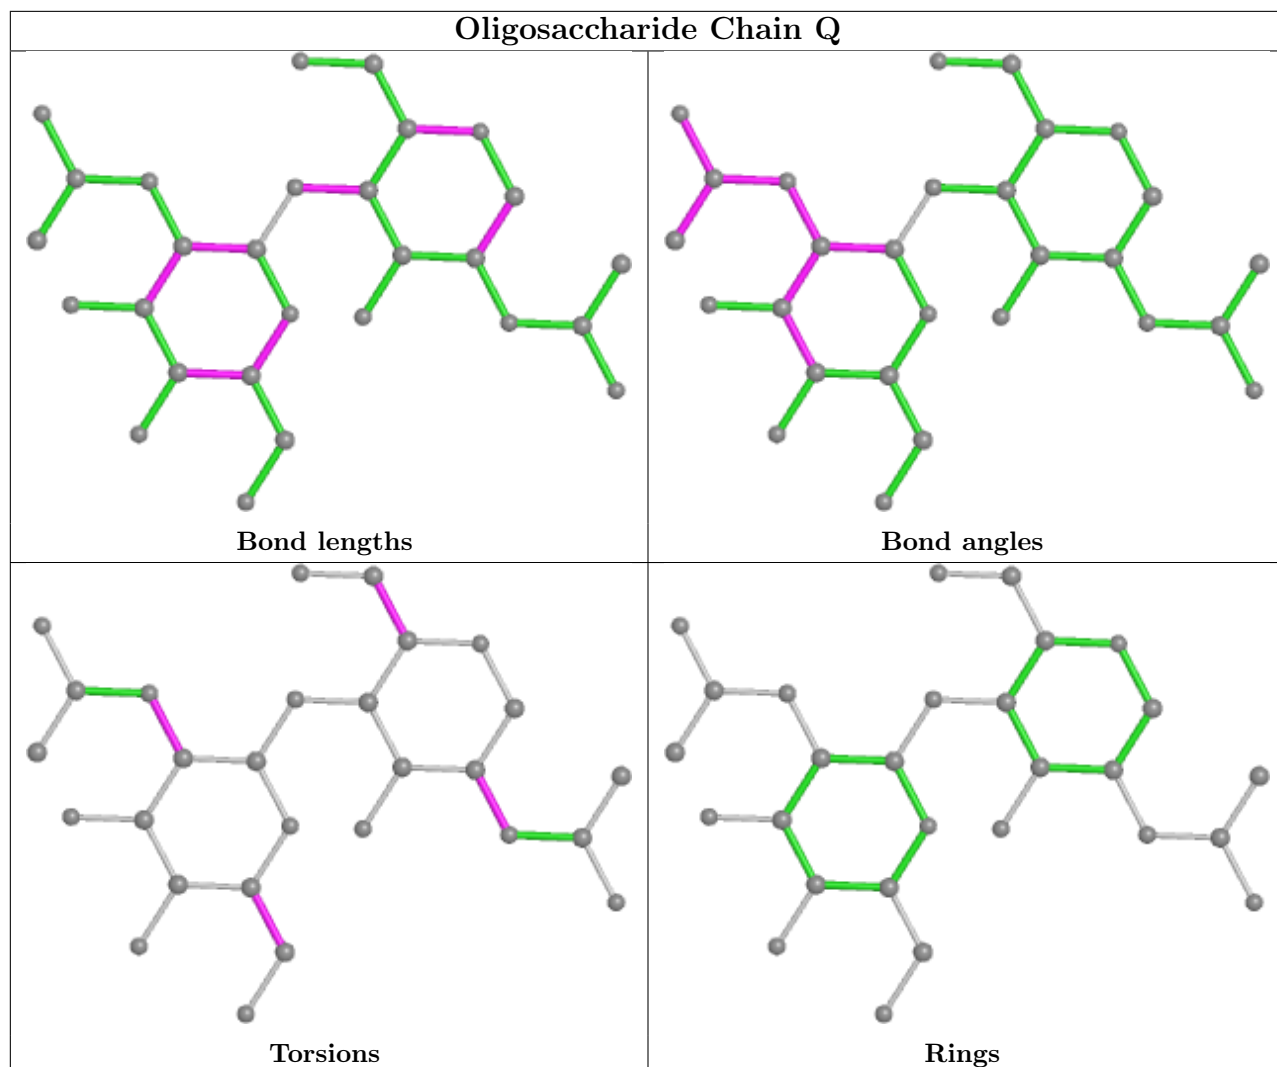 Oligosaccharide Chain Q
Bond lengths
Bond angles
Torsions
Rings